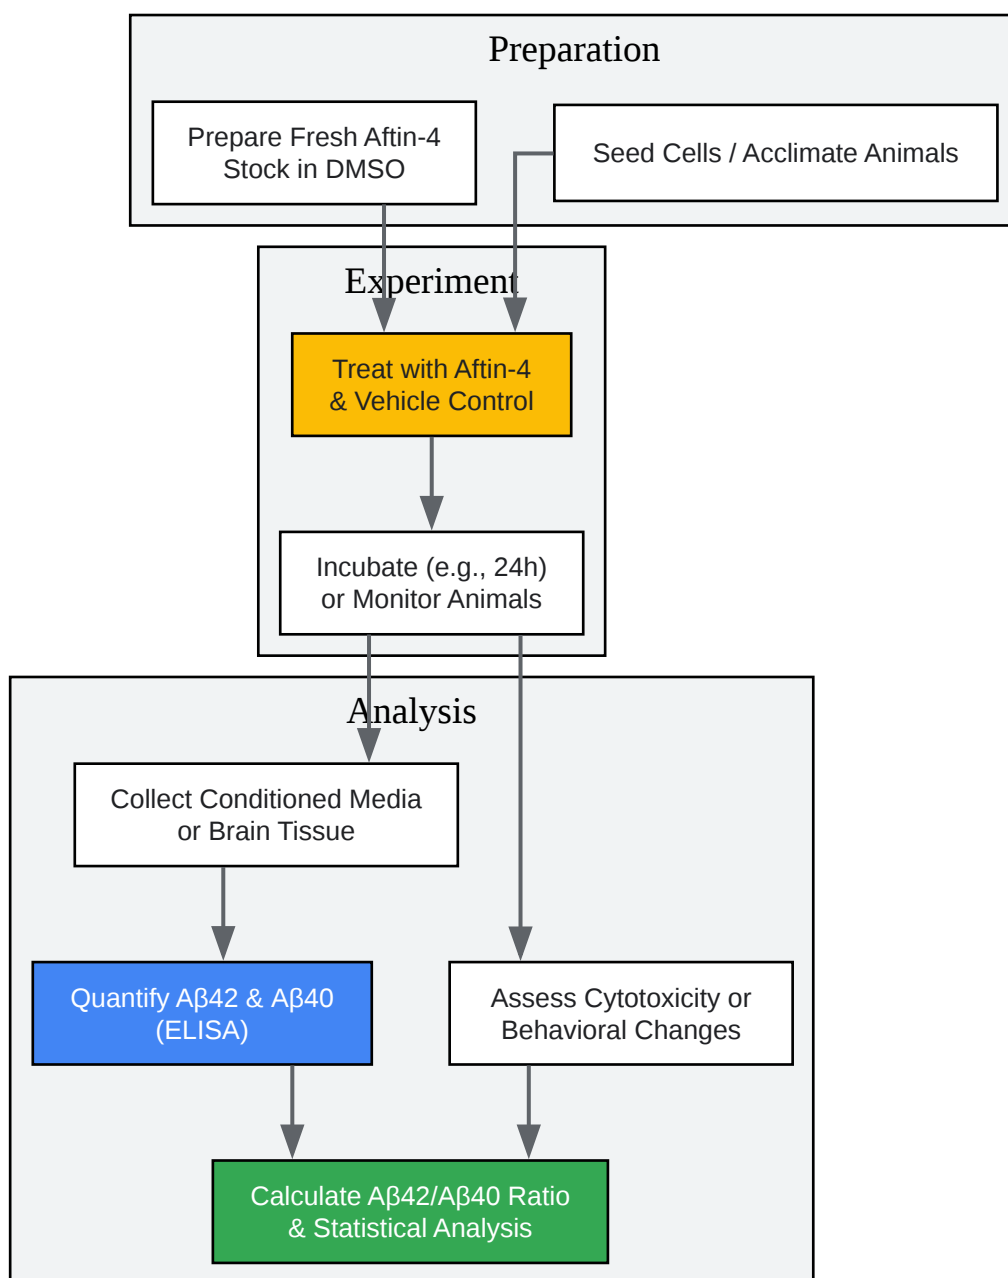 Preparation
Prepare Fresh Aftin-4
Stock in DMSO
Seed Cells / Acclimate Animals
Experiment
Treat with Aftin-4
& Vehicle Control
Incubate (e.g., 24h)
or Monitor Animals
Analysis
Collect Conditioned Media
or Brain Tissue
Quantify Aβ42 & Aβ40
(ELISA)
Assess Cytotoxicity or
Behavioral Changes
Calculate Aβ42/Aβ40 Ratio
& Statistical Analysis